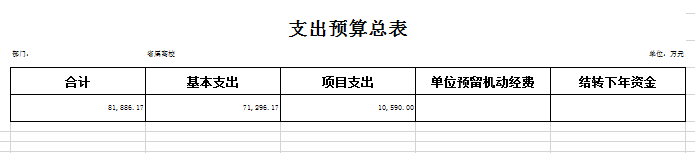 支出预算总表
部门： 省属高校 单位：万元
合计 基本支出 项目支出 单位预留机动经费 结转下年资金
81,886.17 71,296.17 10,590.00